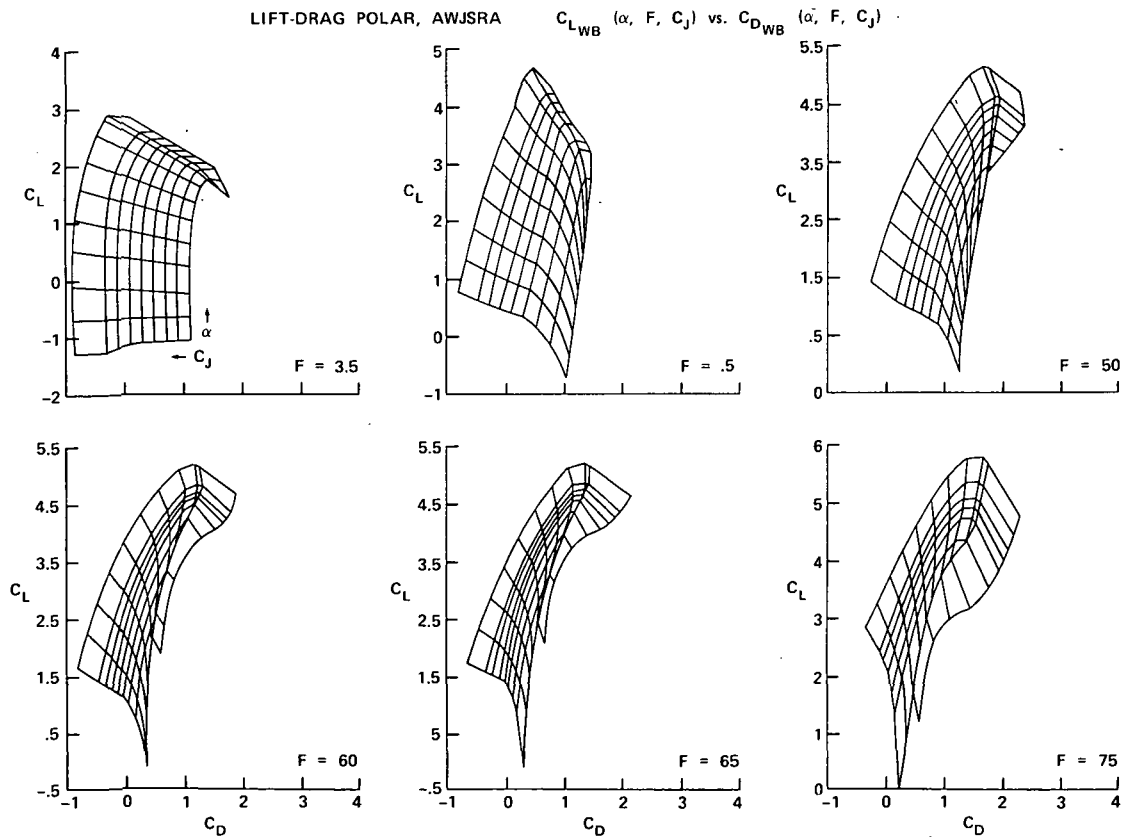 LIFT-DRAG POLAR, AWJSRA C_LWB (α, F, C_J) vs. C_DWB (α, F, C_J)
4
3
2
C_L
1
0
-1
-2
↑
α
← C_J
F = 3.5
5
4
3
C_L
2
1
0
-1
F = .5
5.5
4.5
3.5
C_L
2.5
1.5
.5
0
F = 50
5.5
4.5
3.5
C_L
2.5
1.5
.5
-.5
F = 60
-1 0 1 2 3 4
C_D
5.5
4.5
3.5
C_L
2.5
1.5
.5
-.5
F = 65
-1 0 1 2 3 4
C_D
6
5
4
C_L
3
2
1
0
F = 75
-1 0 1 2 3 4
C_D